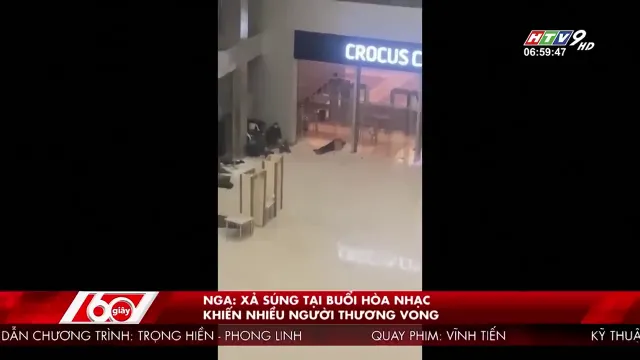 CROCUS C
HTV9 HD
06:59:47
60 giây
NGA: XẢ SÚNG TẠI BUỔI HÒA NHẠC
KHIẾN NHIỀU NGƯỜI THƯƠNG VONG
DẪN CHƯƠNG TRÌNH: TRỌNG HIỀN - PHONG LINH QUAY PHIM: VĨNH TIẾN KỸ THUẬ